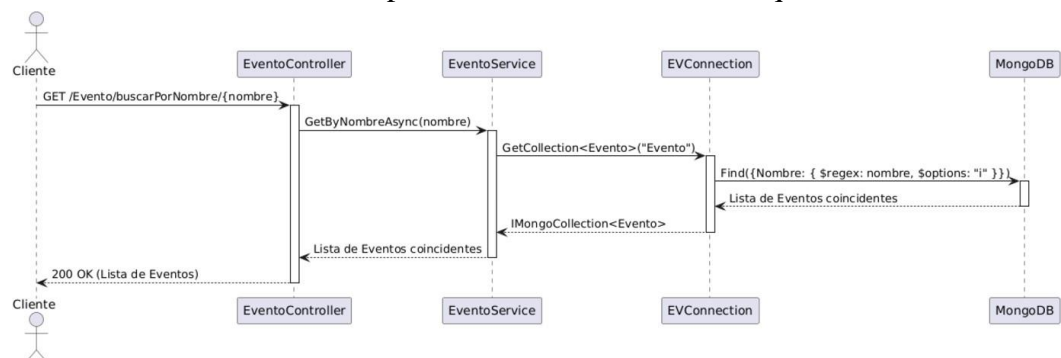 Cliente
EventoController
EventoService
EVConnection
MongoDB
GET /Evento/buscarPorNombre/{nombre}
GetByNombreAsync(nombre)
GetCollection<Evento>("Evento")
Find({Nombre: { $regex: nombre, $options: "i" }})
Lista de Eventos coincidentes
IMongoCollection<Evento>
Lista de Eventos coincidentes
200 OK (Lista de Eventos)
Cliente
EventoController
EventoService
EVConnection
MongoDB